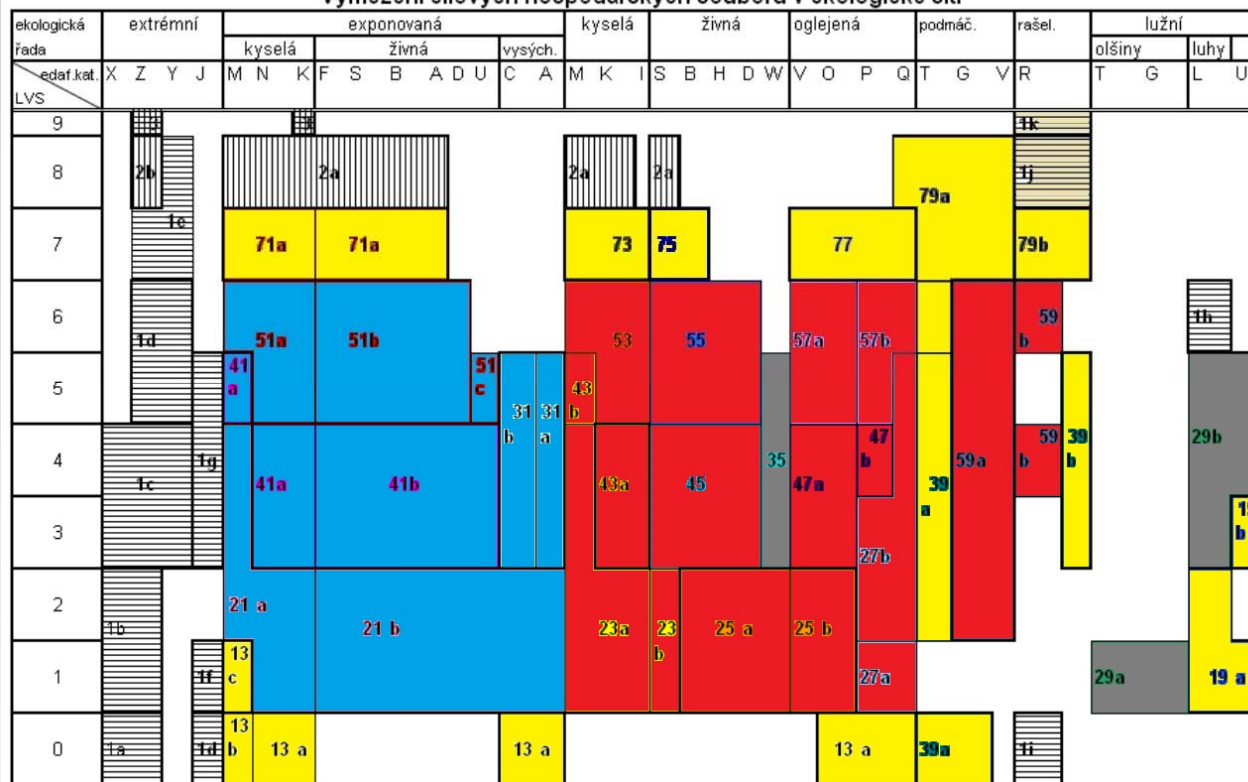 ekologická extrémní exponovaná kyselá živná oglejená podmáč. rašel. lužní
řada kyselá živná vysých. olšiny luhy
edaf.kat. X Z Y J M N K F S B A D U C A M K I S B H D W V O P Q T G V R T G L U
LVS
9 1k
8 2b 2a 2a 2a 79a 1j
1e
7 71a 71a 73 75 77 79b
6 1d 51a 51b 53 55 57a 57b 59 1h
b
5 41 51 43
a c 31 31 b
b a
4 1c 1g 41a 41b 43a 45 35 47a 47 39 59a 59 39 29b
b a b b
3 27b 1
b
2 1b 21 a 21 b 23a 23 25 a 25 b
b
1 1f 13 27a 29a 19 a
c
0 1a 1d 13 13 a 13 a 13 a 39a 1i
b